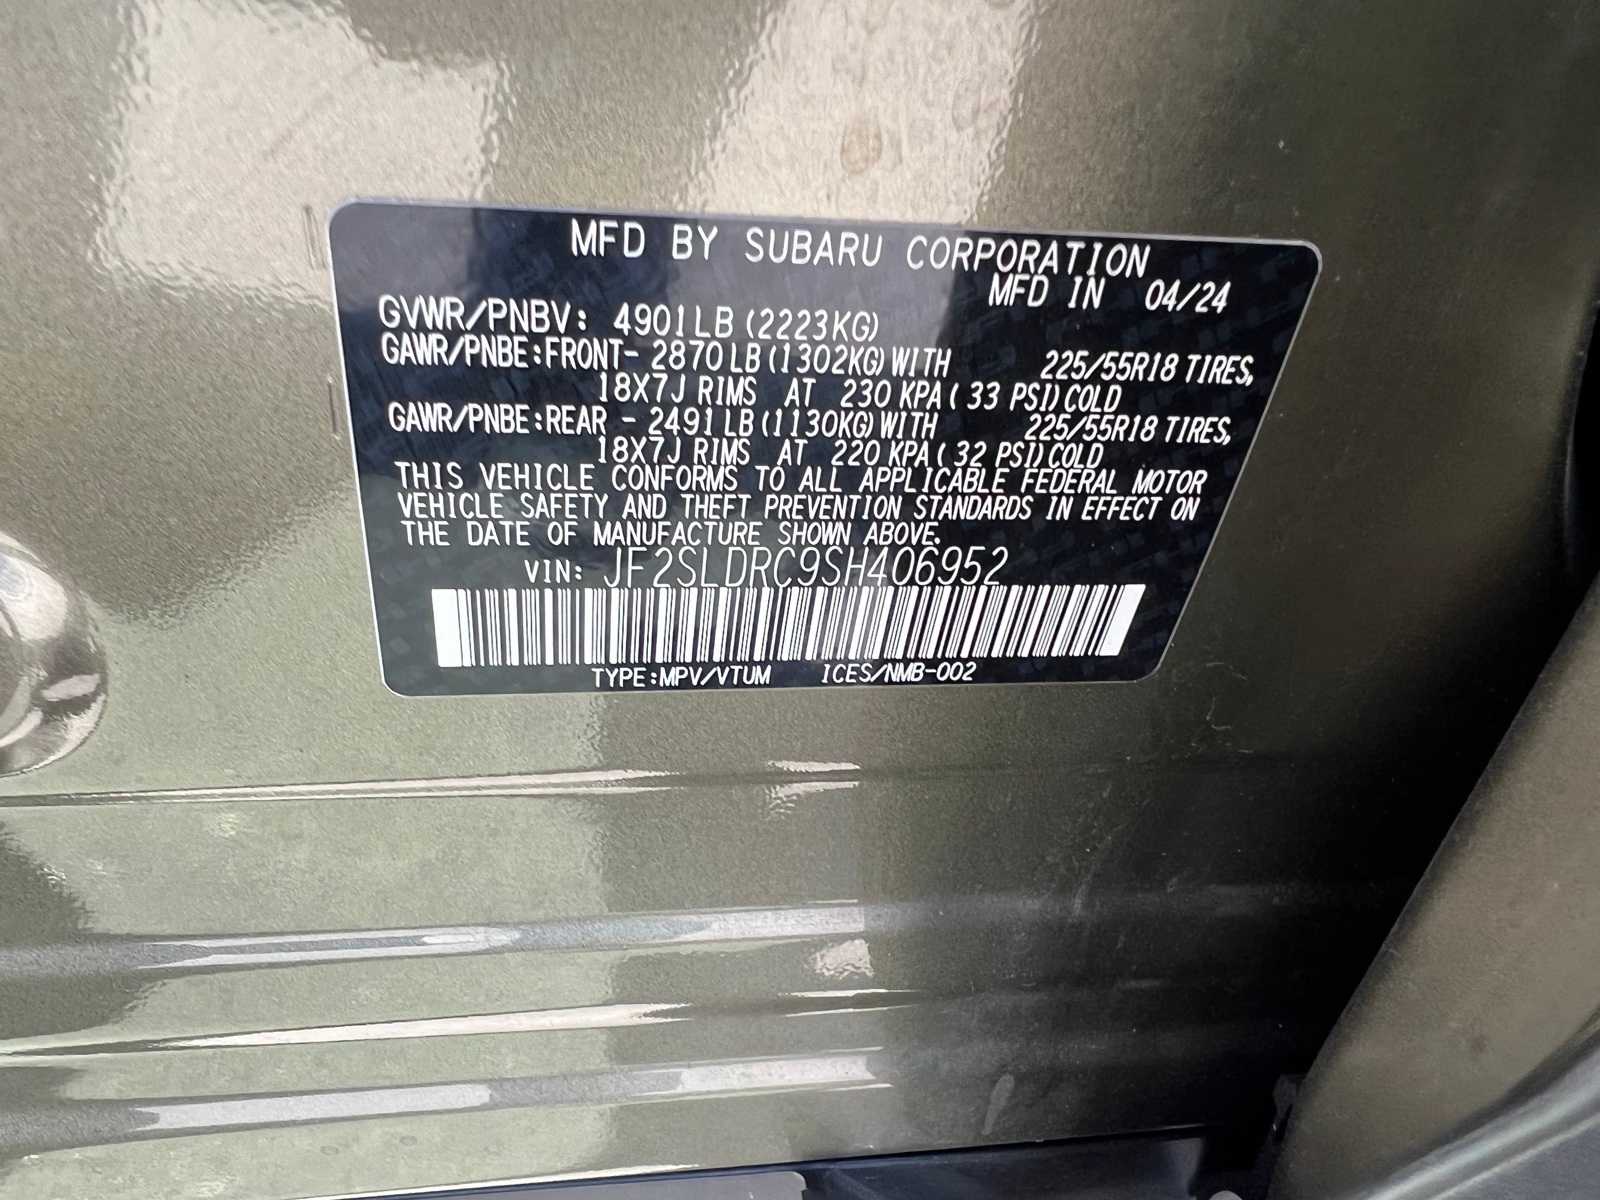 MFD BY SUBARU CORPORATION
MFD IN 04/24
GVWR/PNBV: 4901LB (2223KG)
GAWR/PNBE:FRONT- 2870LB (1302KG) WITH 225/55R18 TIRES,
18X7J RIMS AT 230 KPA ( 33 PSI) COLD
GAWR/PNBE:REAR - 2491LB (1130KG) WITH 225/55R18 TIRES,
18X7J RIMS AT 220 KPA ( 32 PSI) COLD
THIS VEHICLE CONFORMS TO ALL APPLICABLE FEDERAL MOTOR
VEHICLE SAFETY AND THEFT PREVENTION STANDARDS IN EFFECT ON
THE DATE OF MANUFACTURE SHOWN ABOVE.
VIN: JF2SLDRC9SH406952
TYPE:MPV/VTUM ICES/NMB-002